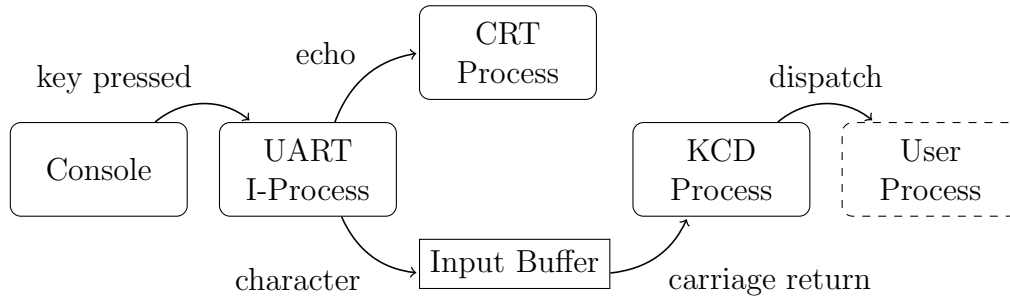 CRT
Process
echo
key pressed
dispatch
Console
UART
I-Process
KCD
Process
User
Process
Input Buffer
character
carriage return